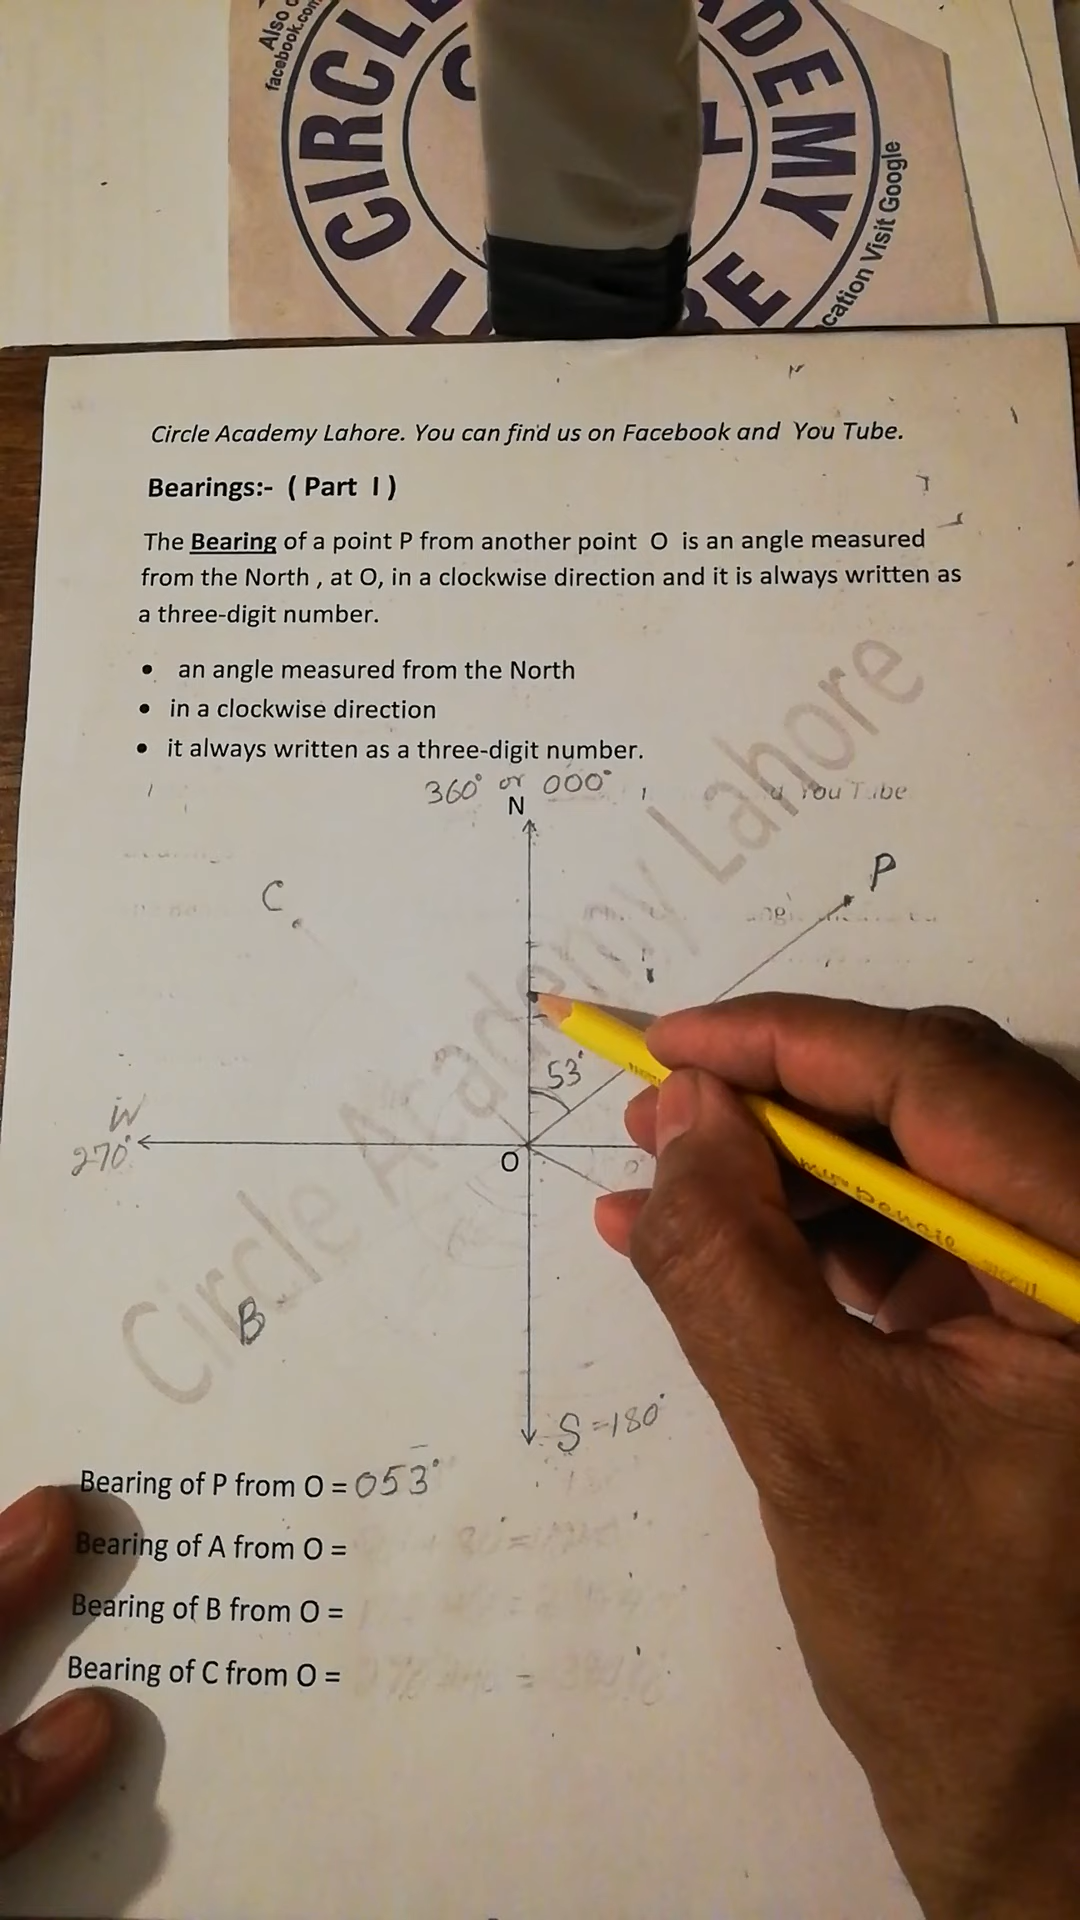 Also
facebook.com
CIRCLE
ADEMY
cation Visit Google
Circle Academy Lahore. You can find us on Facebook and You Tube.
Bearings:- ( Part I )
The Bearing of a point P from another point O is an angle measured
from the North , at O, in a clockwise direction and it is always written as
a three-digit number.
• an angle measured from the North
• in a clockwise direction
• it always written as a three-digit number.
360° or 000°
You Tube
N
P
C
53°
W
270°
O
B
S = 180°
Circle Academy Lahore
Bearing of P from O = 053°
Bearing of A from O =
Bearing of B from O =
Bearing of C from O =